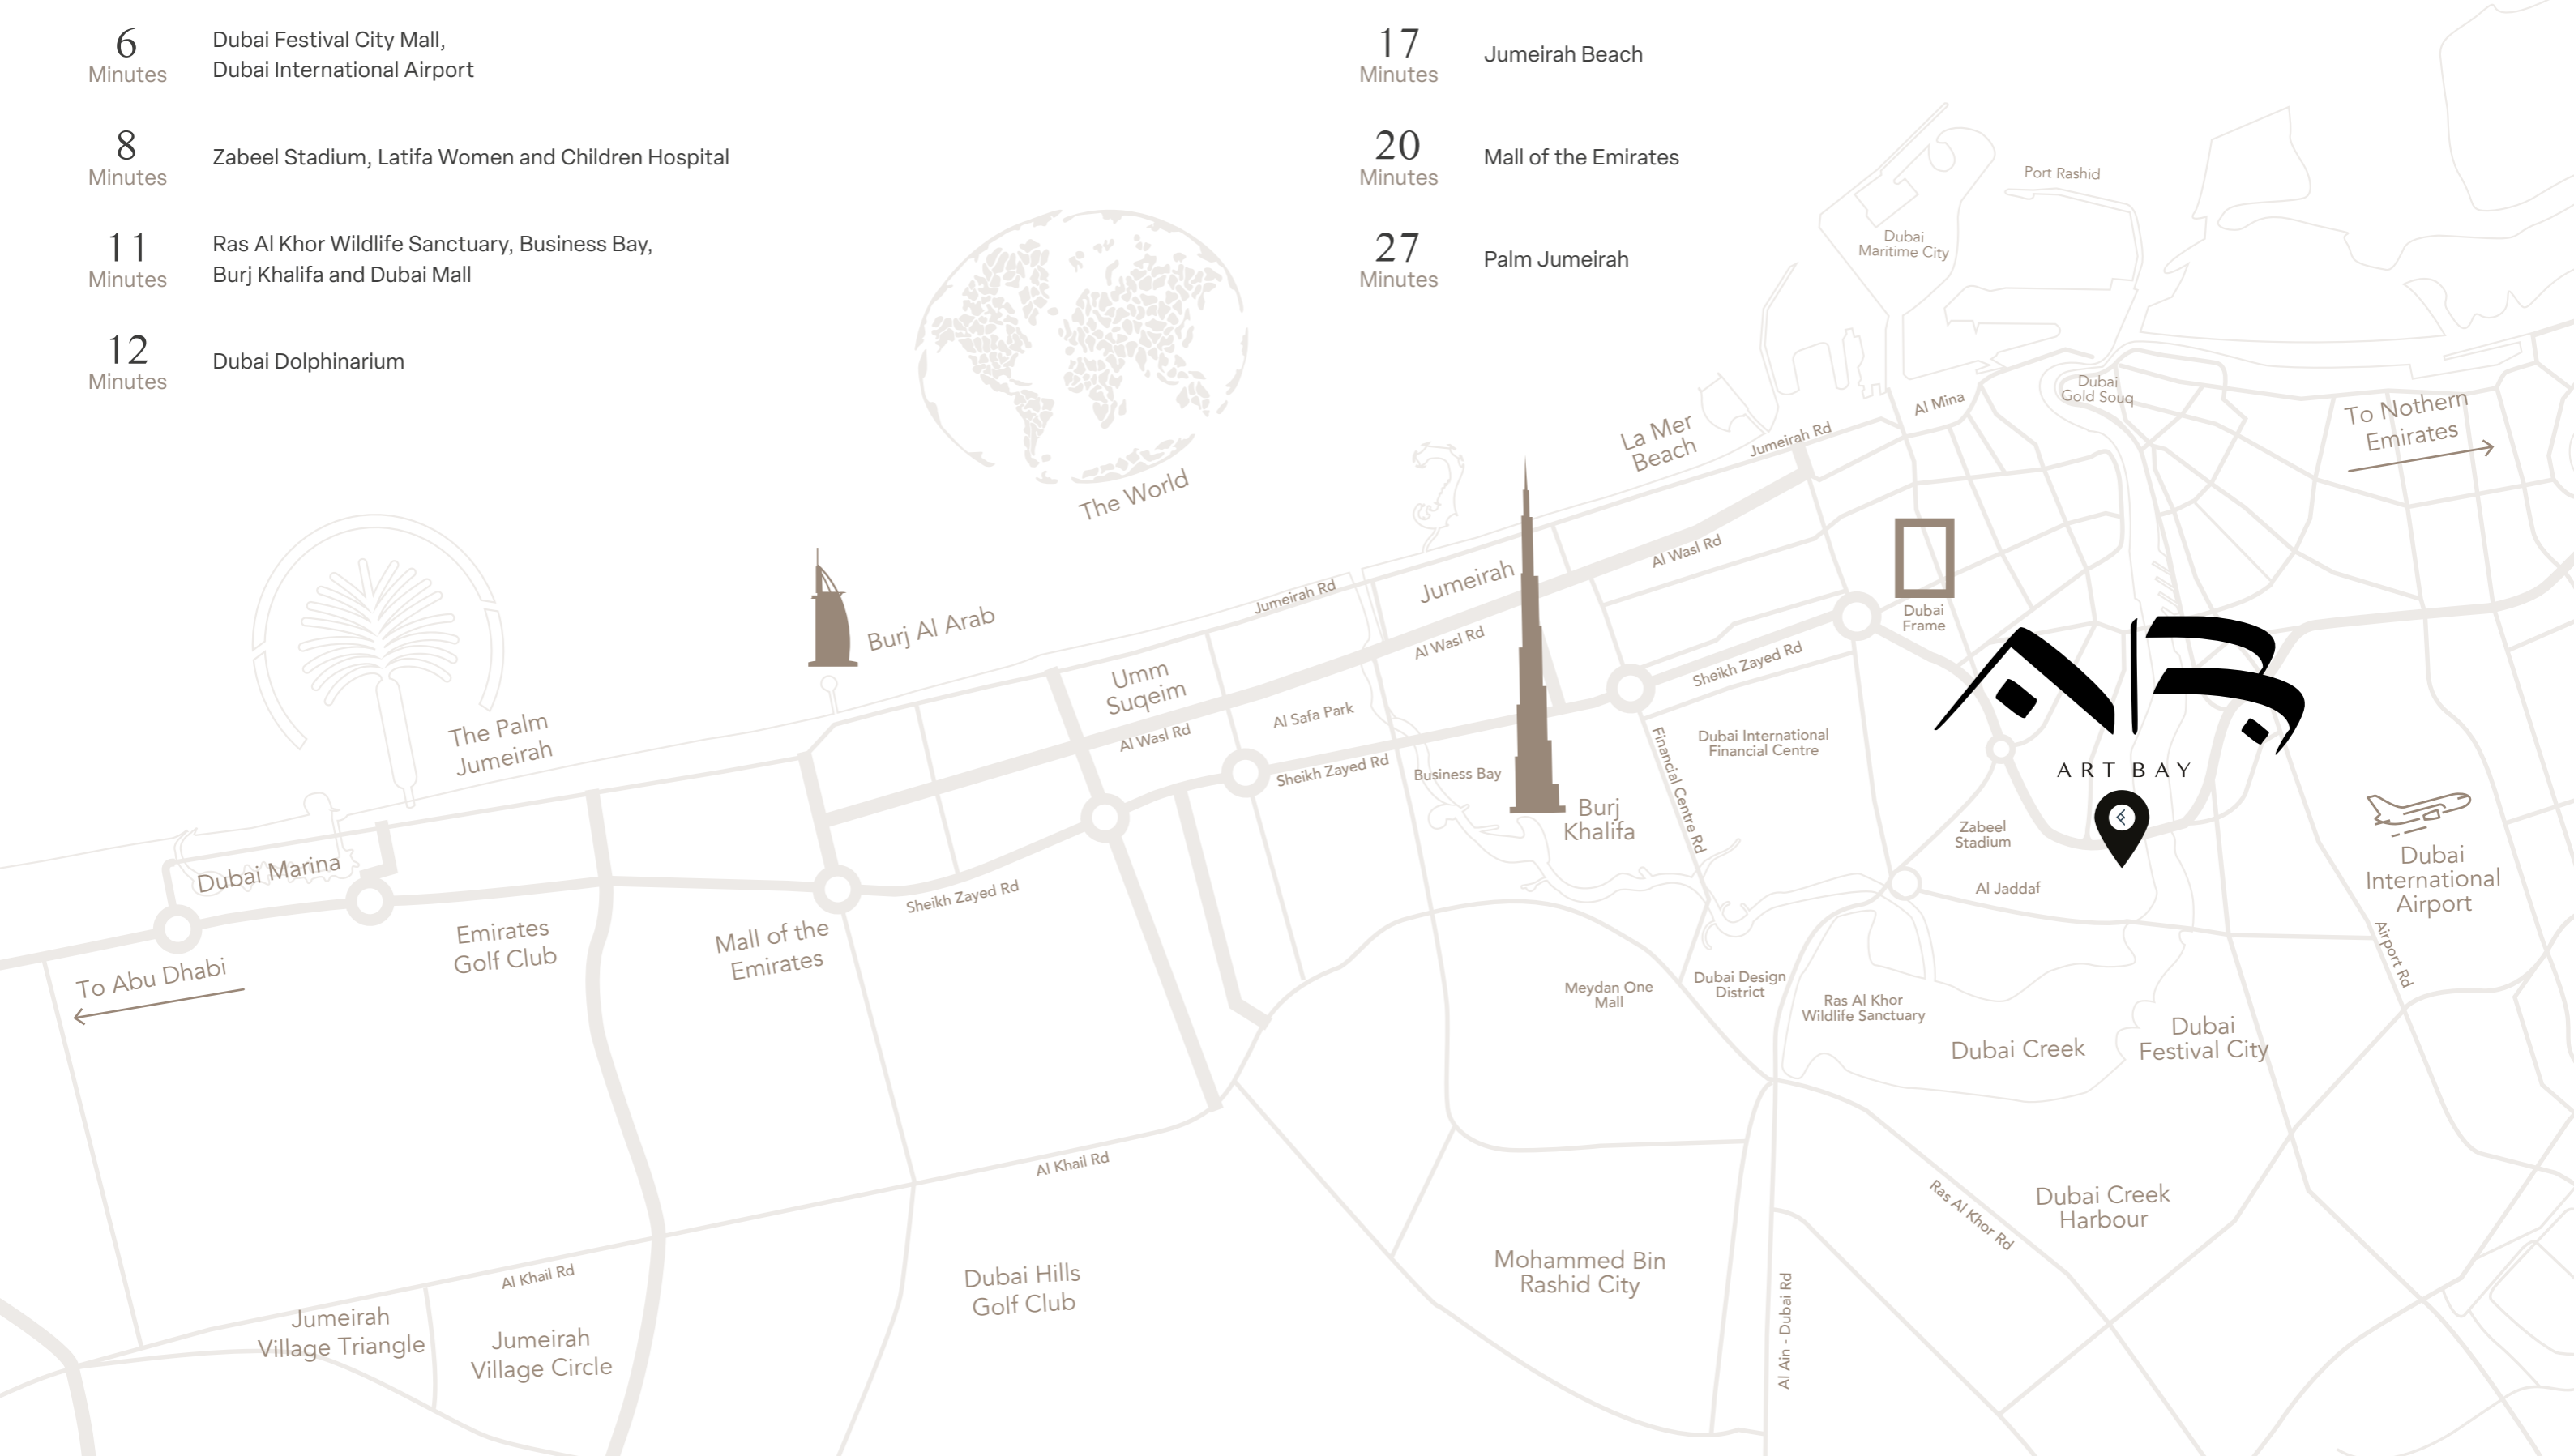 6
Minutes
Dubai Festival City Mall,
Dubai International Airport
8
Minutes
Zabeel Stadium, Latifa Women and Children Hospital
11
Minutes
Ras Al Khor Wildlife Sanctuary, Business Bay,
Burj Khalifa and Dubai Mall
12
Minutes
Dubai Dolphinarium
17
Minutes
Jumeirah Beach
20
Minutes
Mall of the Emirates
27
Minutes
Palm Jumeirah
Port Rashid
Dubai
Maritime City
Dubai
Gold Souq
Al Mina
To Nothern
Emirates
La Mer
Beach
Jumeirah Rd
The World
Al Wasl Rd
Jumeirah
Jumeirah Rd
Dubai
Frame
Burj Al Arab
Al Wasl Rd
Sheikh Zayed Rd
Umm
Suqeim
Al Safa Park
Al Wasl Rd
The Palm
Jumeirah
Sheikh Zayed Rd
Business Bay
Financial Centre Rd
Dubai International
Financial Centre
ART BAY
Burj
Khalifa
Zabeel
Stadium
Dubai
International
Airport
Dubai Marina
Sheikh Zayed Rd
Al Jaddaf
Emirates
Golf Club
Mall of the
Emirates
Airport Rd
To Abu Dhabi
Meydan One
Mall
Dubai Design
District
Ras Al Khor
Wildlife Sanctuary
Dubai Creek
Dubai
Festival City
Al Khail Rd
Ras Al Khor Rd
Dubai Creek
Harbour
Al Khail Rd
Dubai Hills
Golf Club
Mohammed Bin
Rashid City
Al Ain - Dubai Rd
Jumeirah
Village Triangle
Jumeirah
Village Circle